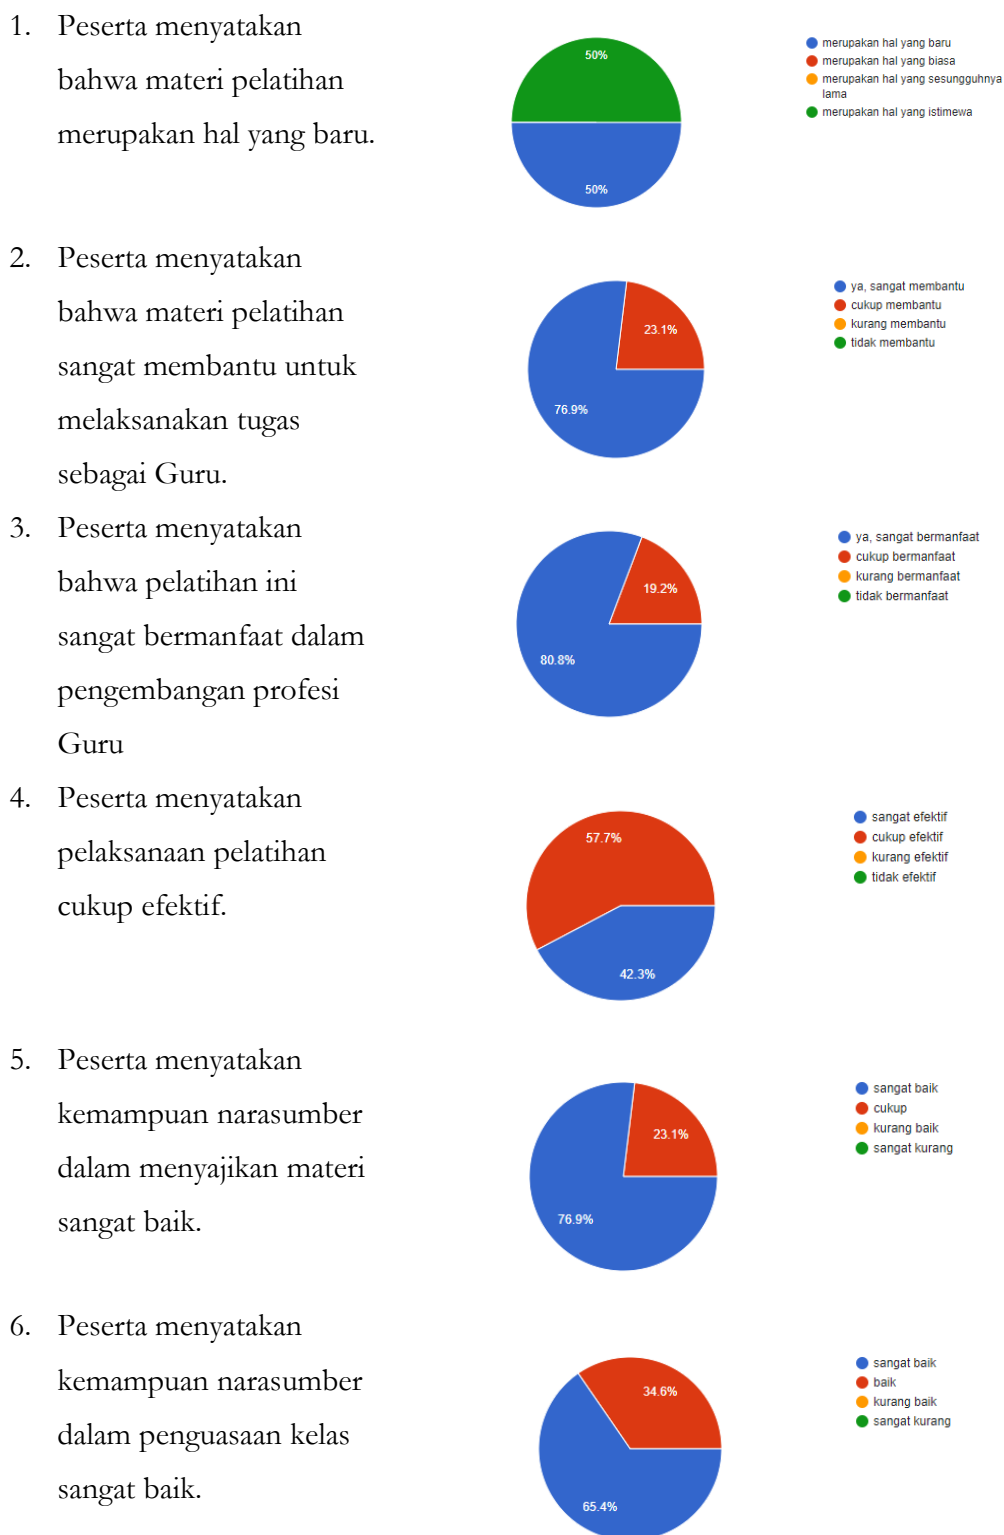 1. Peserta menyatakan
bahwa materi pelatihan
merupakan hal yang baru.
50%
50%
merupakan hal yang baru
merupakan hal yang biasa
merupakan hal yang sesungguhnya
lama
merupakan hal yang istimewa
2. Peserta menyatakan
bahwa materi pelatihan
sangat membantu untuk
melaksanakan tugas
sebagai Guru.
23.1%
76.9%
ya, sangat membantu
cukup membantu
kurang membantu
tidak membantu
3. Peserta menyatakan
bahwa pelatihan ini
sangat bermanfaat dalam
pengembangan profesi
Guru
19.2%
80.8%
ya, sangat bermanfaat
cukup bermanfaat
kurang bermanfaat
tidak bermanfaat
4. Peserta menyatakan
pelaksanaan pelatihan
cukup efektif.
57.7%
42.3%
sangat efektif
cukup efektif
kurang efektif
tidak efektif
5. Peserta menyatakan
kemampuan narasumber
dalam menyajikan materi
sangat baik.
23.1%
76.9%
sangat baik
cukup
kurang baik
sangat kurang
6. Peserta menyatakan
kemampuan narasumber
dalam penguasaan kelas
sangat baik.
34.6%
65.4%
sangat baik
baik
kurang baik
sangat kurang